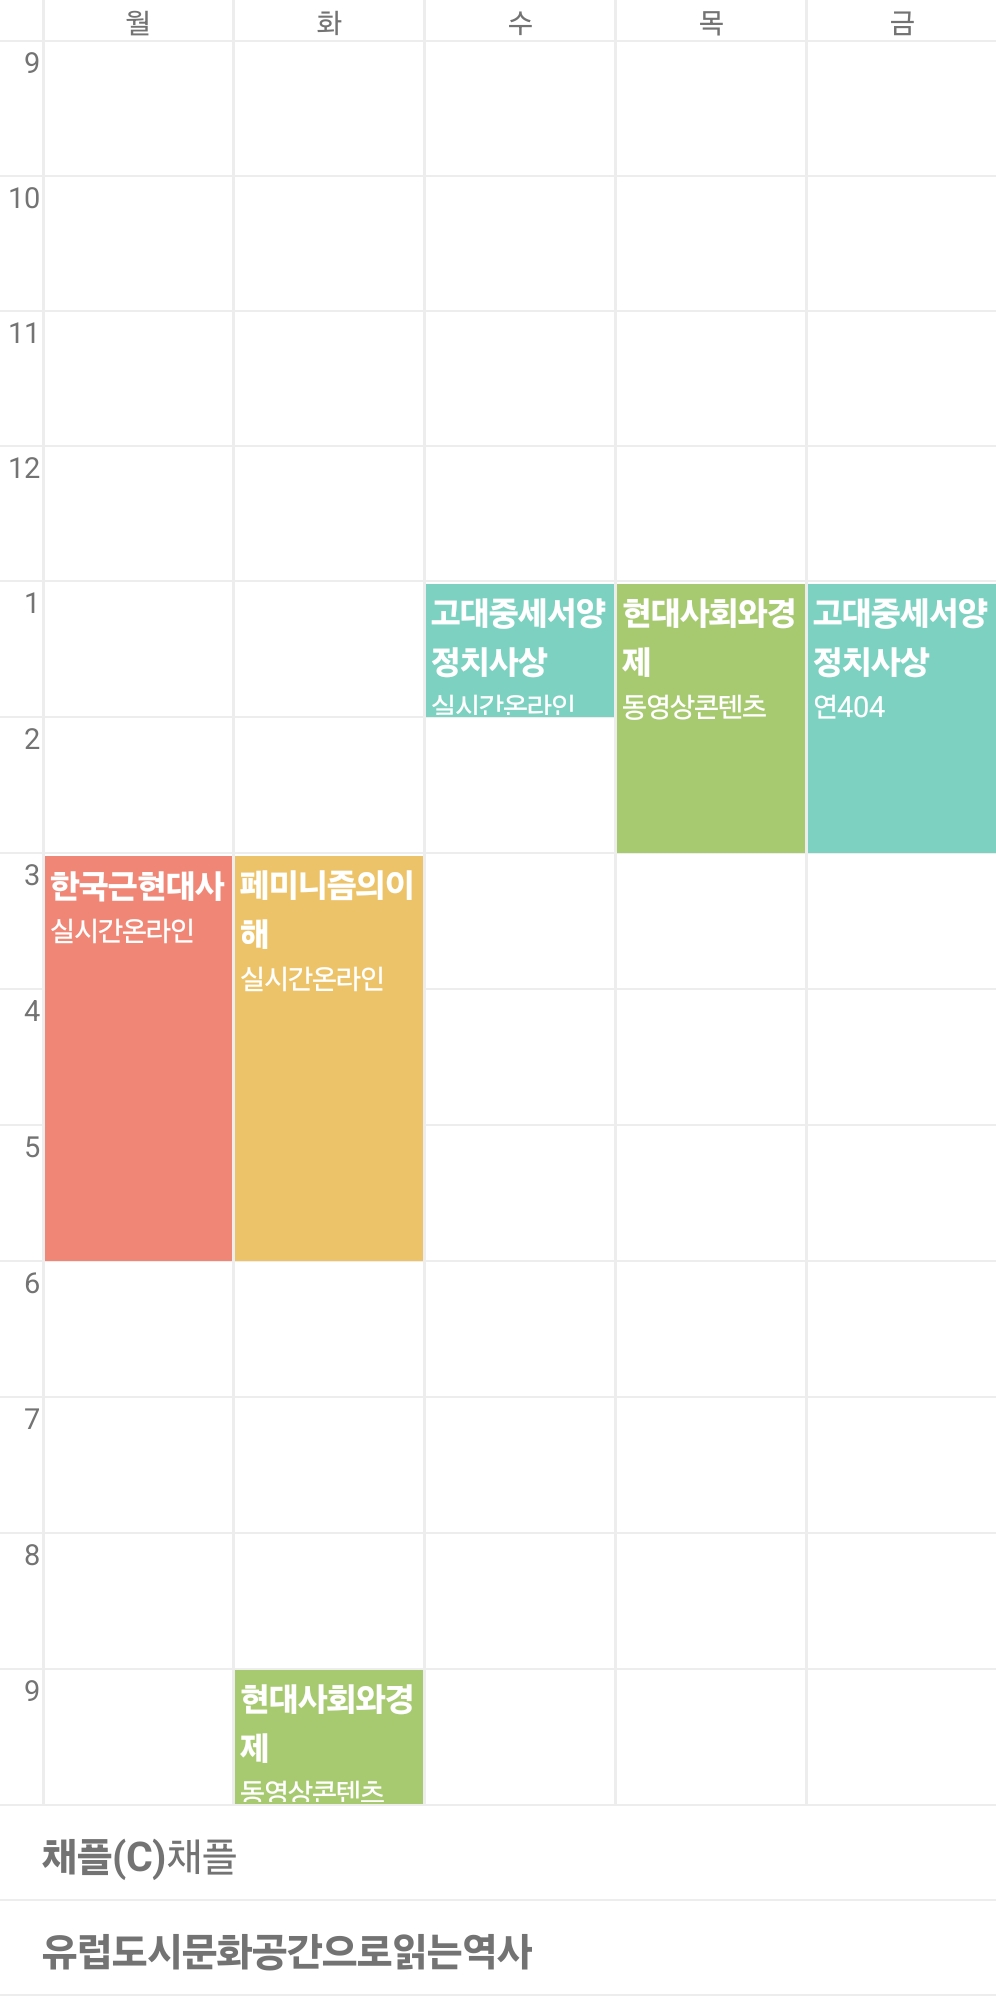 월 화 수 목 금
9
10
11
12
1
고대중세서양
정치사상
실시간온라인
현대사회와경
제
동영상콘텐츠
고대중세서양
정치사상
연404
2
3
한국근현대사
실시간온라인
페미니즘의이
해
실시간온라인
4
5
6
7
8
9
현대사회와경
제
동영상콘텐츠
채플(C)채플
유럽도시문화공간으로읽는역사